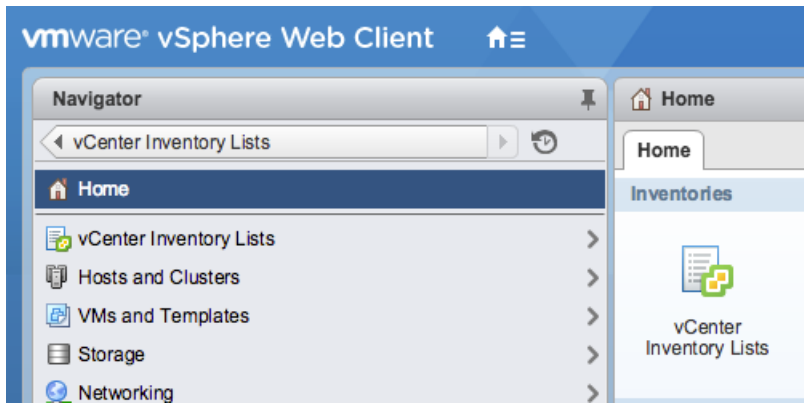 vmware® vSphere Web Client
Navigator
vCenter Inventory Lists
Home
vCenter Inventory Lists
Hosts and Clusters
VMs and Templates
Storage
Networking
Home
Home
Inventories
vCenter
Inventory Lists